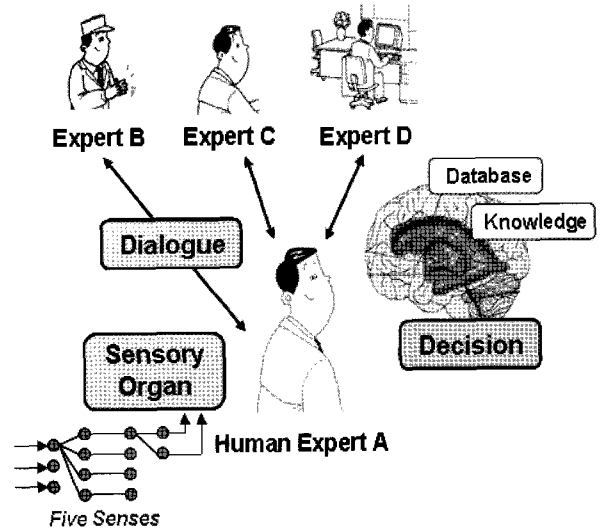 Expert B
Expert C
Expert D
Database
Knowledge
Dialogue
Decision
Sensory
Organ
Human Expert A
Five Senses